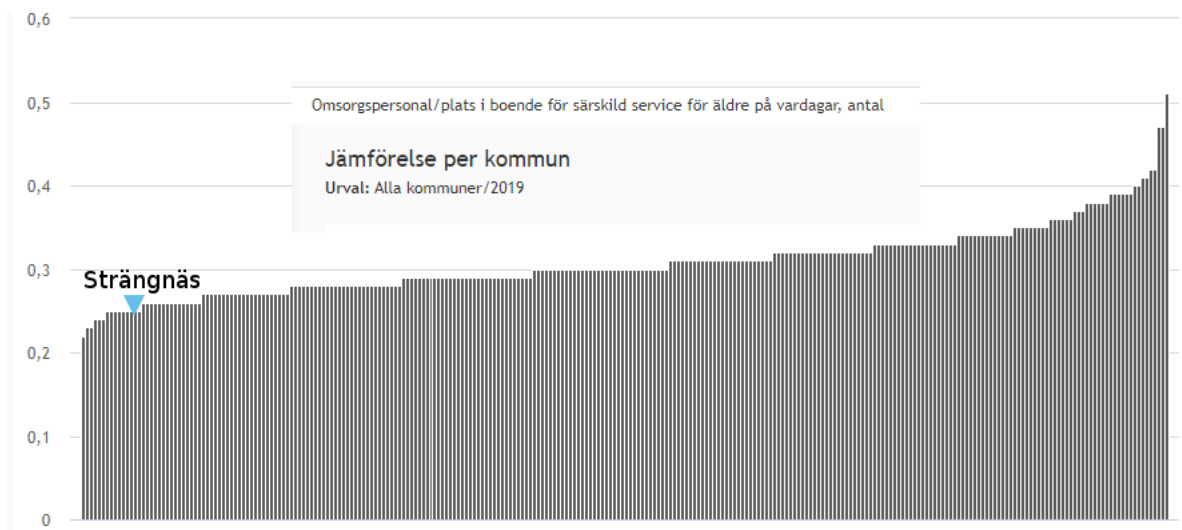 0,6
0,5
Omsorgspersonal/plats i boende för särskild service för äldre på vardagar, antal
Jämförelse per kommun
Urval: Alla kommuner/2019
0,4
0,3
Strängnäs
0,2
0,1
0